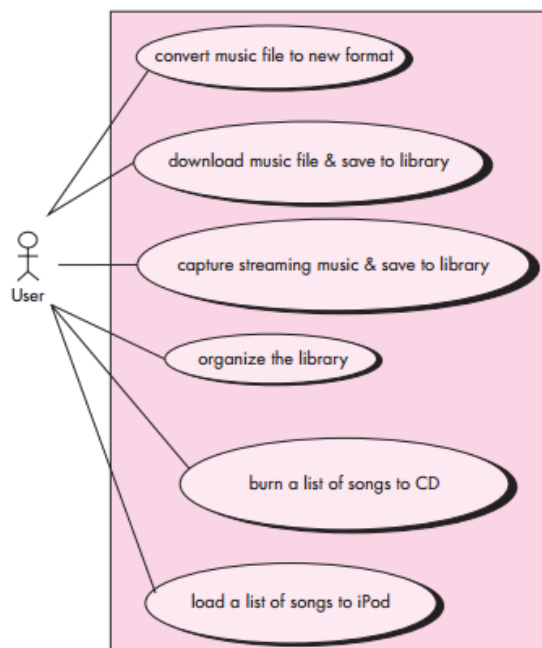 convert music file to new format
download music file & save to library
capture streaming music & save to library
User
organize the library
burn a list of songs to CD
load a list of songs to iPod